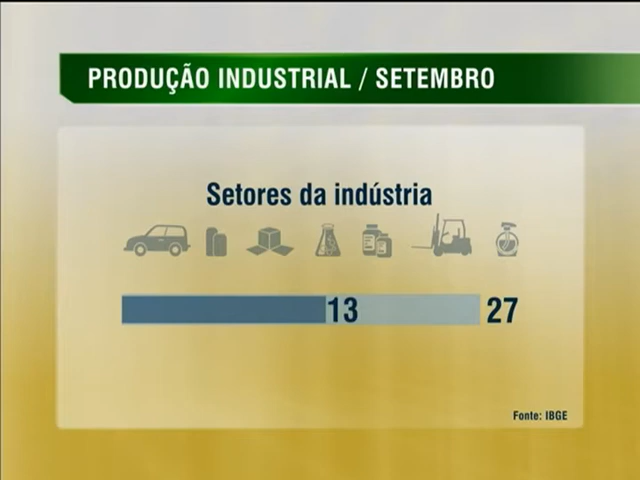 PRODUÇÃO INDUSTRIAL / SETEMBRO
Setores da indústria
13 27
Fonte: IBGE